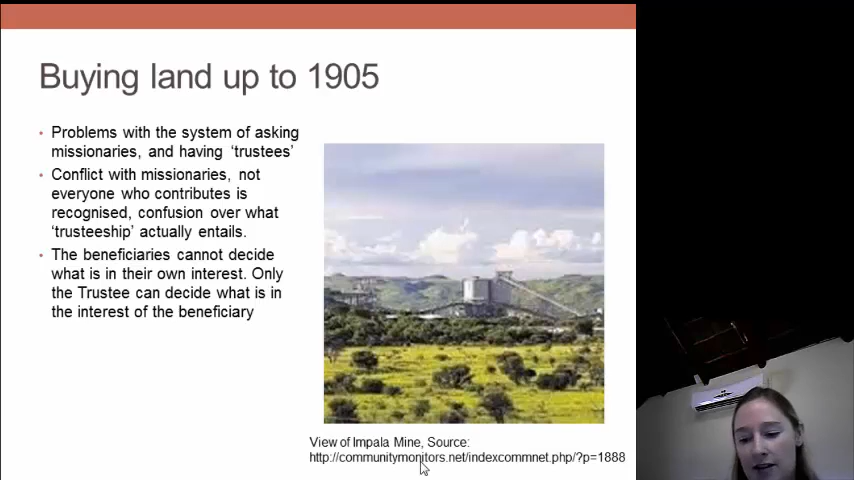 Buying land up to 1905
• Problems with the system of asking
missionaries, and having ‘trustees’
• Conflict with missionaries, not
everyone who contributes is
recognised, confusion over what
‘trusteeship’ actually entails.
• The beneficiaries cannot decide
what is in their own interest. Only
the Trustee can decide what is in
the interest of the beneficiary
View of Impala Mine, Source:
http://communitymonitors.net/indexcommnet.php/?p=1888